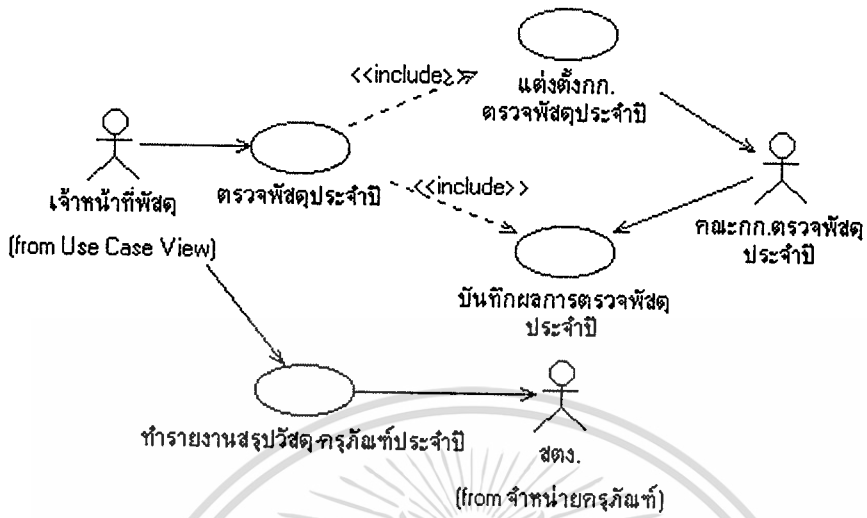 <<include>>
แต่งตั้งกก.
ตรวจพัสดุประจำปี
เจ้าหน้าที่พัสดุ
(from Use Case View)
ตรวจพัสดุประจำปี
<<include>>
คณะกก.ตรวจพัสดุ
ประจำปี
บันทึกผลการตรวจพัสดุ
ประจำปี
ทำรายงานสรุปวัสดุ-ครุภัณฑ์ประจำปี
สตง.
(from จำหน่ายครุภัณฑ์)